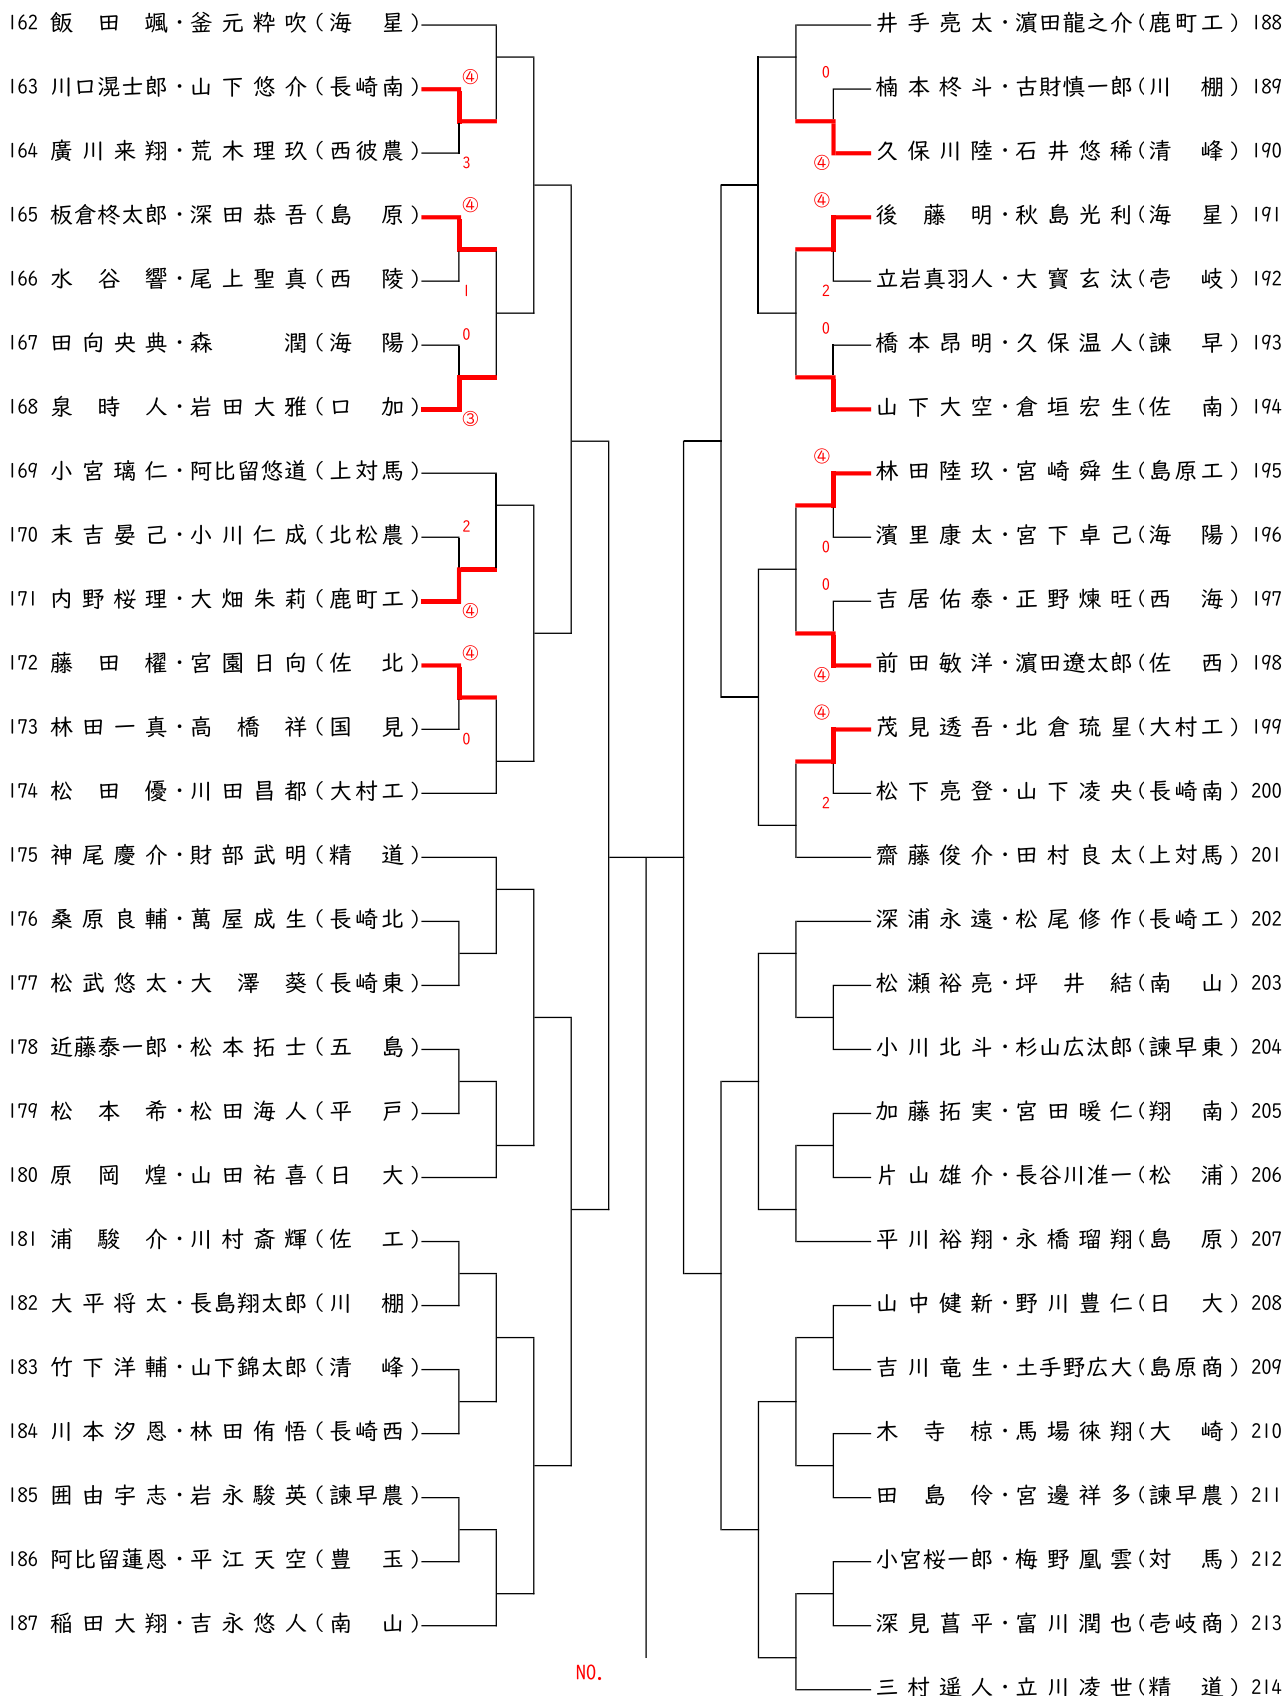 162 飯田颯・釜元粋吹(海星)
163 川口滉士郎・山下悠介(長崎南) ④
164 廣川来翔・荒木理玖(西彼農) 3
165 板倉柊太郎・深田恭吾(島原) ④
166 水谷響・尾上聖真(西陵) 1
167 田向央典・森潤(海陽) 0
168 泉時人・岩田大雅(口加) ③
169 小宮璃仁・阿比留悠道(上対馬)
170 末吉晏己・小川仁成(北松農) 2
171 内野桜理・大畑朱莉(鹿町工) ④
172 藤田櫂・宮園日向(佐北) ④
173 林田一真・高橋祥(国見) 0
174 松田優・川田昌都(大村工)
175 神尾慶介・財部武明(精道)
176 桑原良輔・萬屋成生(長崎北)
177 松武悠太・大澤葵(長崎東)
178 近藤泰一郎・松本拓士(五島)
179 松本希・松田海人(平戸)
180 原岡煌・山田祐喜(日大)
181 浦駿介・川村斎輝(佐工)
182 大平将太・長島翔太郎(川棚)
183 竹下洋輔・山下錦太郎(清峰)
184 川本汐恩・林田侑悟(長崎西)
185 囲由宇志・岩永駿英(諫早農)
186 阿比留蓮恩・平江天空(豊玉)
187 稲田大翔・吉永悠人(南山)
井手亮太・濵田龍之介(鹿町工) 188
0 楠本柊斗・古財慎一郎(川棚) 189
④ 久保川陸・石井悠稀(清峰) 190
④ 後藤明・秋島光利(海星) 191
2 立岩真羽人・大寶玄汰(壱岐) 192
0 橋本昂明・久保温人(諫早) 193
山下大空・倉垣宏生(佐南) 194
④ 林田陸玖・宮崎舜生(島原工) 195
0 濱里康太・宮下卓己(海陽) 196
0 吉居佑泰・正野煉旺(西海) 197
④ 前田敏洋・濵田遼太郎(佐西) 198
④ 茂見透吾・北倉琉星(大村工) 199
2 松下亮登・山下凌央(長崎南) 200
齋藤俊介・田村良太(上対馬) 201
深浦永遠・松尾修作(長崎工) 202
松瀬裕亮・坪井結(南山) 203
小川北斗・杉山広汰郎(諫早東) 204
加藤拓実・宮田暖仁(翔南) 205
片山雄介・長谷川准一(松浦) 206
平川裕翔・永橋瑠翔(島原) 207
山中健新・野川豊仁(日大) 208
吉川竜生・土手野広大(島原商) 209
木寺椋・馬場徠翔(大崎) 210
田島伶・宮邊祥多(諫早農) 211
小宮桜一郎・梅野凰雲(対馬) 212
深見菖平・富川潤也(壱岐商) 213
三村遥人・立川凌世(精道) 214
NO.